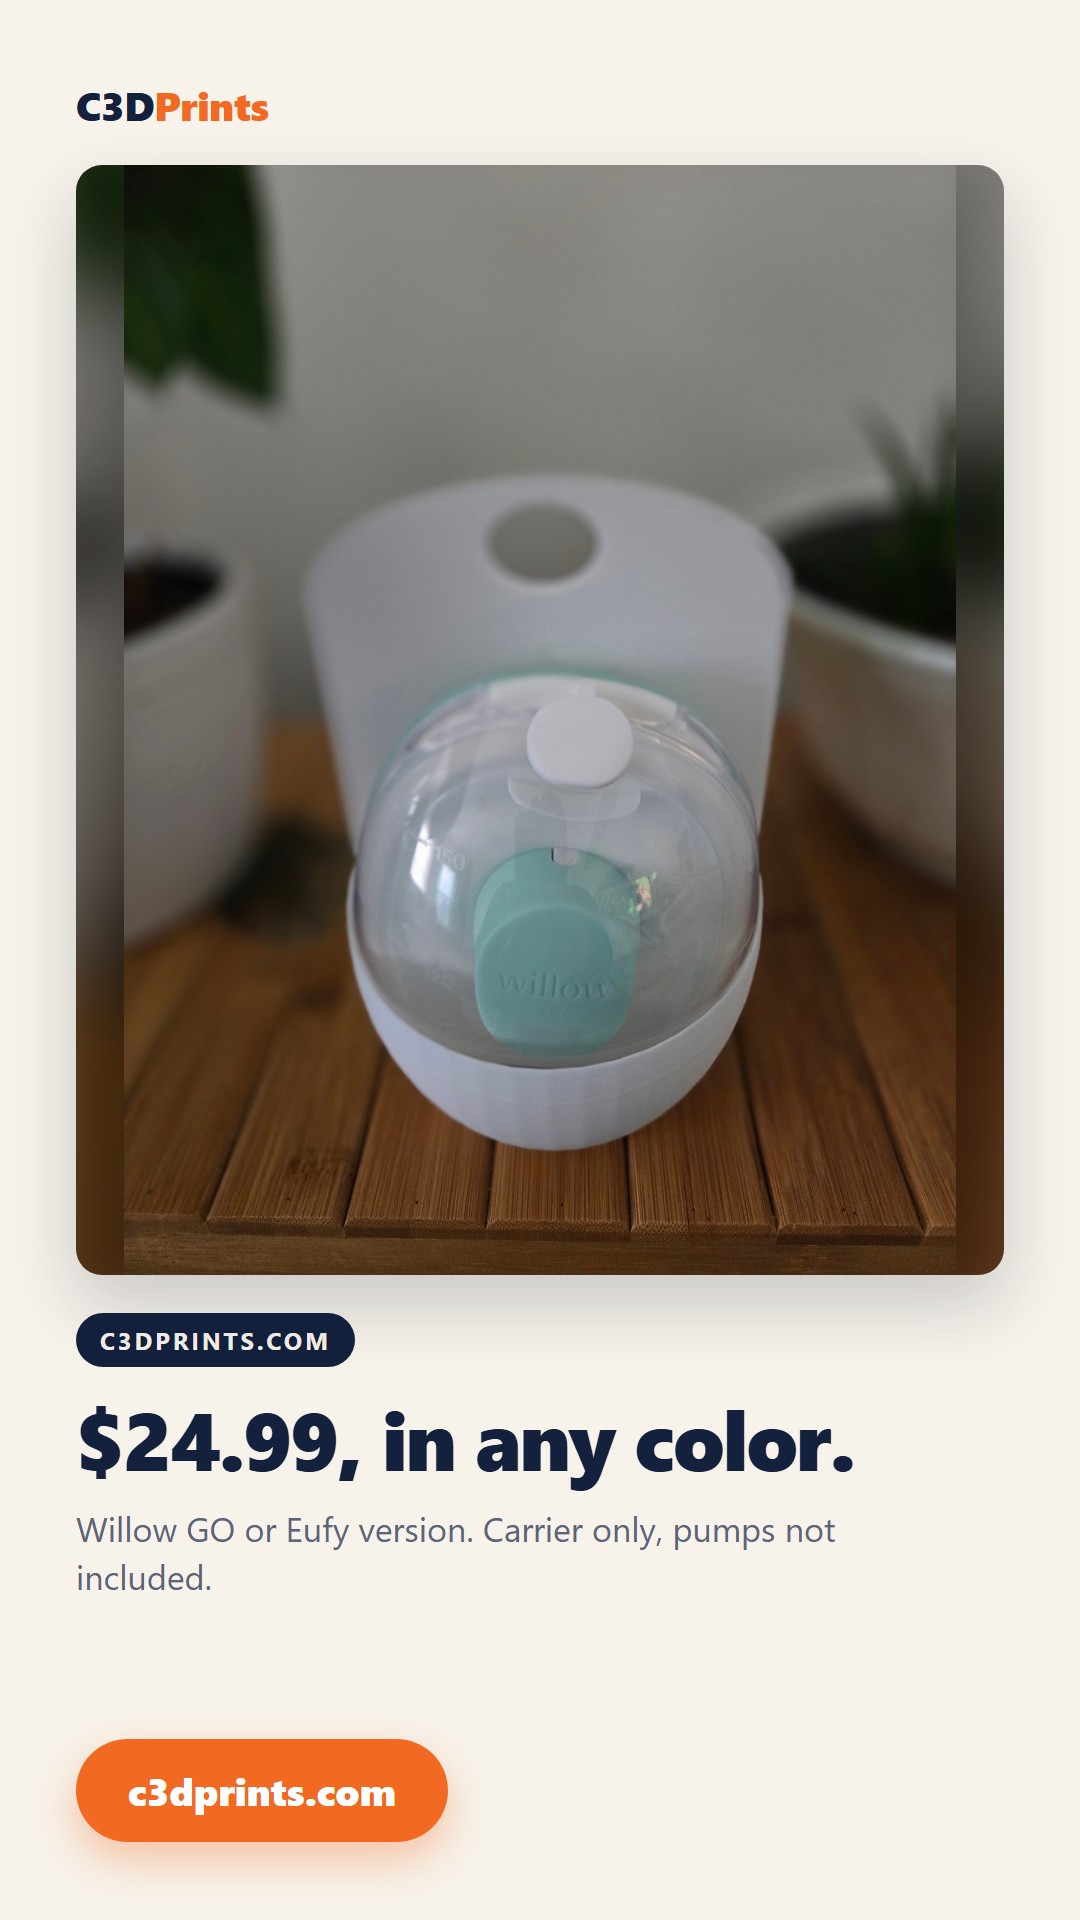 C3DPrints
150
willow
C3DPRINTS.COM
$24.99, in any color.
Willow GO or Eufy version. Carrier only, pumps not
included.
c3dprints.com